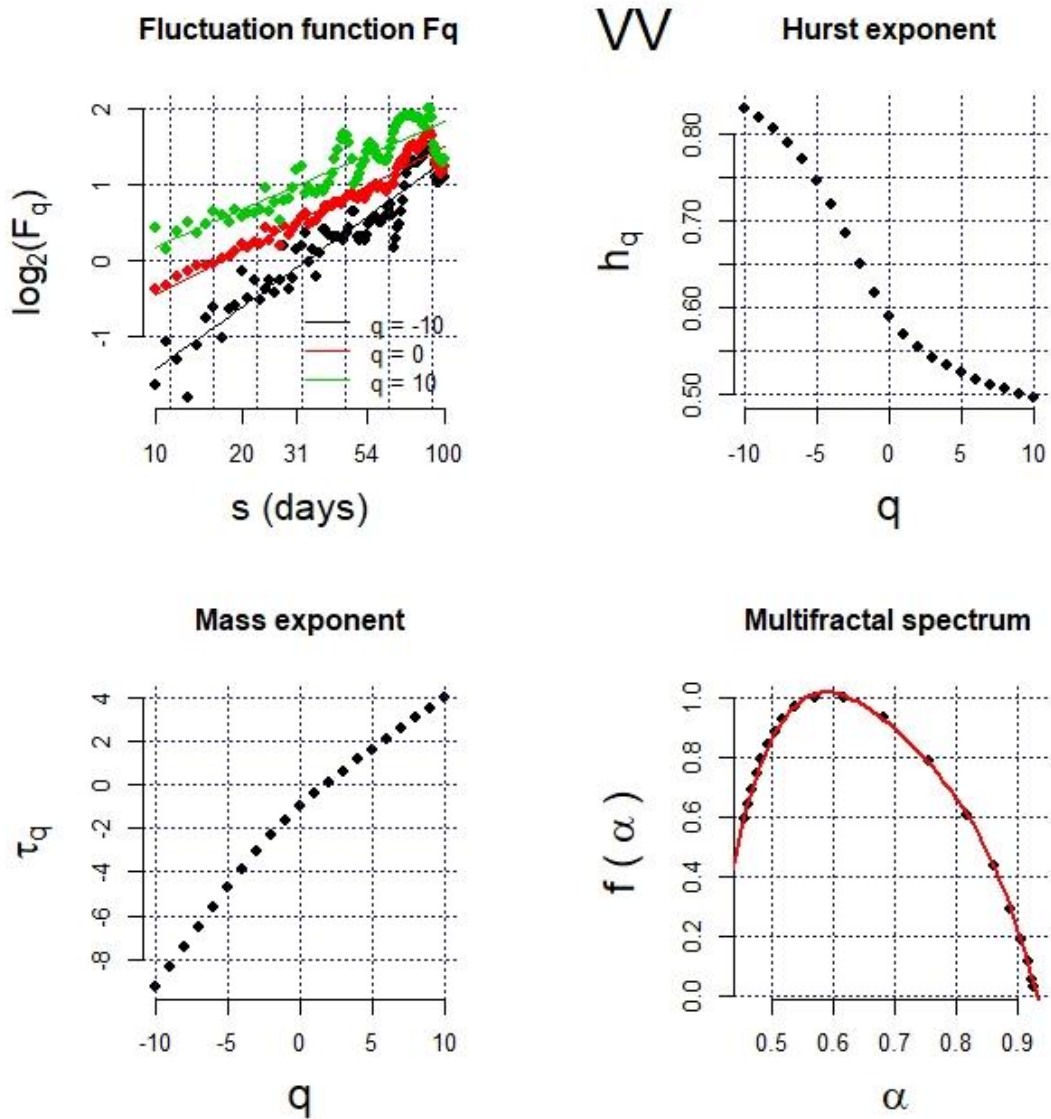 Fluctuation function Fq
VV
Hurst exponent
log₂(F_q)
2
1
0
-1
q = -10
q = 0
q = 10
10 20 31 54 100
s (days)
h_q
0.80
0.70
0.60
0.50
-10 -5 0 5 10
q
Mass exponent
τ_q
4
2
0
-2
-4
-6
-8
-10 -5 0 5 10
q
Multifractal spectrum
f ( α )
1.0
0.8
0.6
0.4
0.2
0.0
0.5 0.6 0.7 0.8 0.9
α